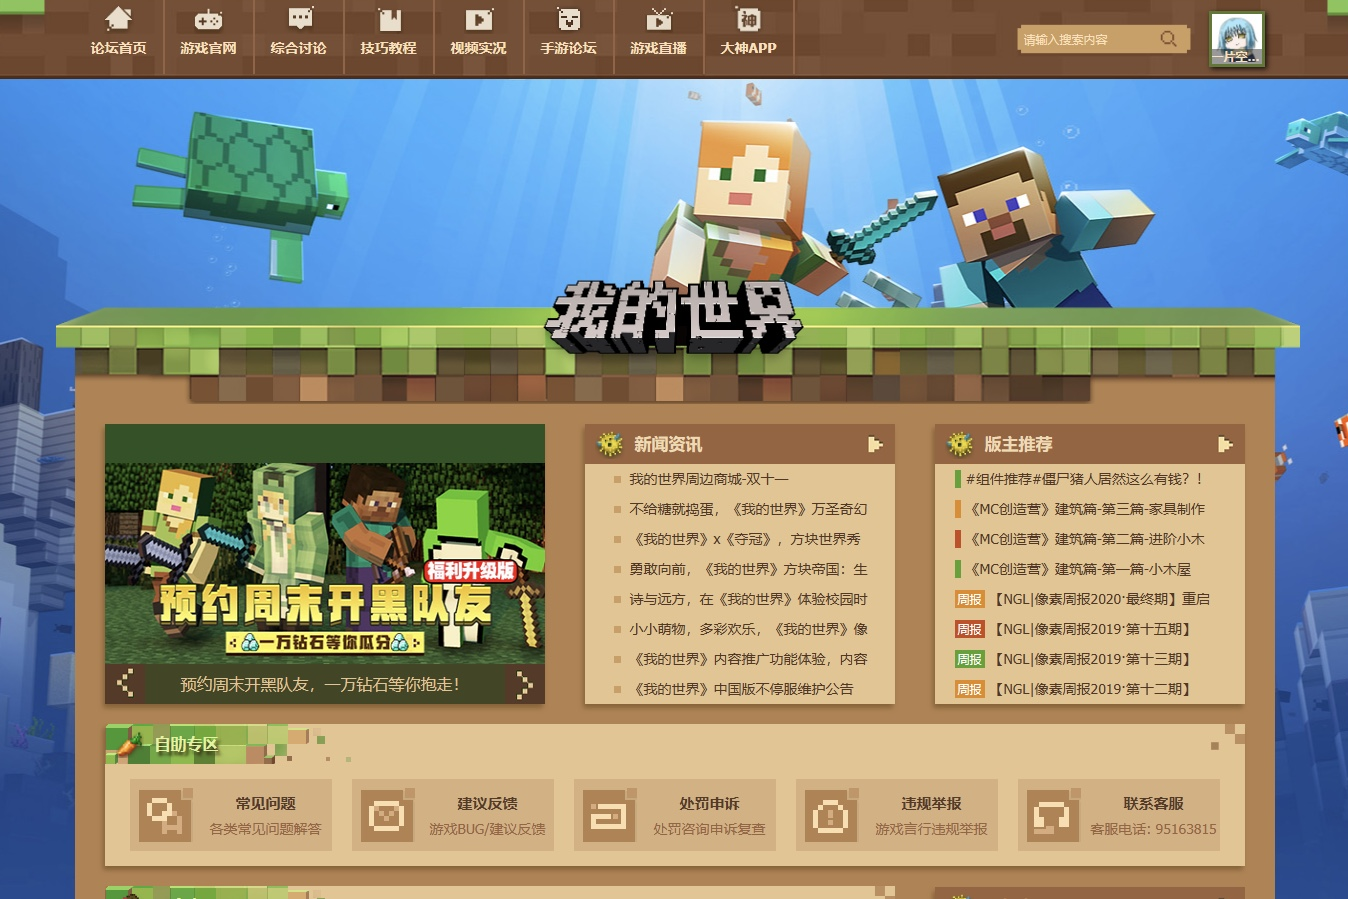 论坛首页 游戏官网 综合讨论 技巧教程 视频实况 手游论坛 游戏直播 大神APP
神
请输入搜索内容
一片空...
我的世界
福利升级版
预约周末开黑队友
一万钻石等你瓜分
预约周末开黑队友，一万钻石等你抱走！
新闻资讯
我的世界周边商城-双十一
不给糖就捣蛋，《我的世界》万圣奇幻
《我的世界》x《夺冠》，方块世界秀
勇敢向前，《我的世界》方块帝国：生
诗与远方，在《我的世界》体验校园时
小小萌物，多彩欢乐，《我的世界》像
《我的世界》内容推广功能体验，内容
《我的世界》中国版不停服维护公告
版主推荐
#组件推荐#僵尸猪人居然这么有钱？！
《MC创造营》建筑篇-第三篇-家具制作
《MC创造营》建筑篇-第二篇-进阶小木
《MC创造营》建筑篇-第一篇-小木屋
周报 【NGL|像素周报2020·最终期】重启
周报 【NGL|像素周报2019·第十五期】
周报 【NGL|像素周报2019·第十三期】
周报 【NGL|像素周报2019·第十二期】
自助专区
常见问题
各类常见问题解答
建议反馈
游戏BUG/建议反馈
处罚申诉
处罚咨询申诉复查
违规举报
游戏言行违规举报
联系客服
客服电话：95163815